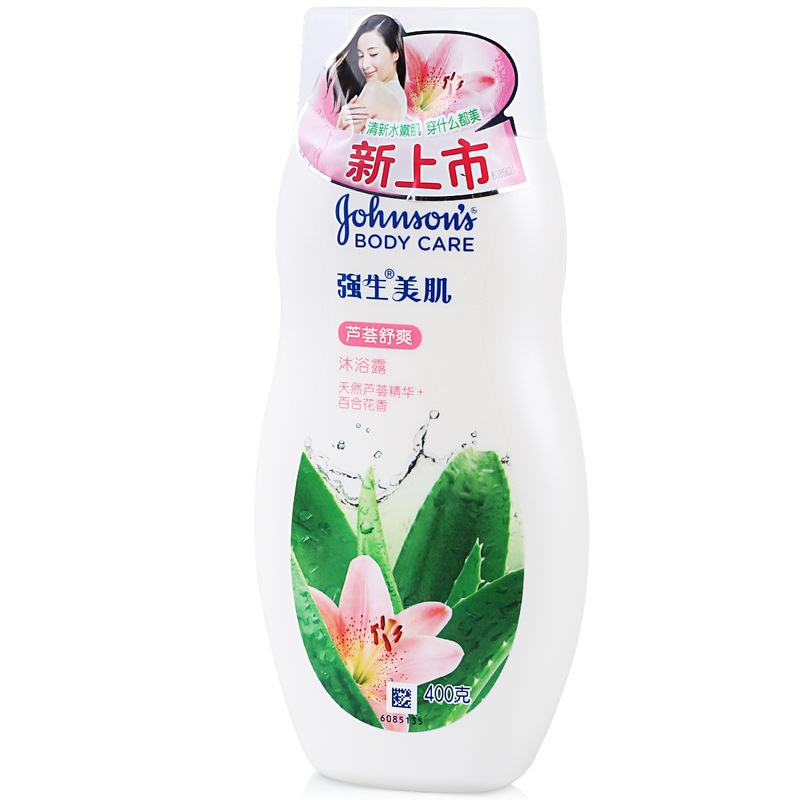 清新水嫩肌 穿什么都美
新上市
Johnson's®
BODY CARE
强生®美肌
芦荟舒爽
沐浴露
天然芦荟精华+
百合花香
400克
6085135